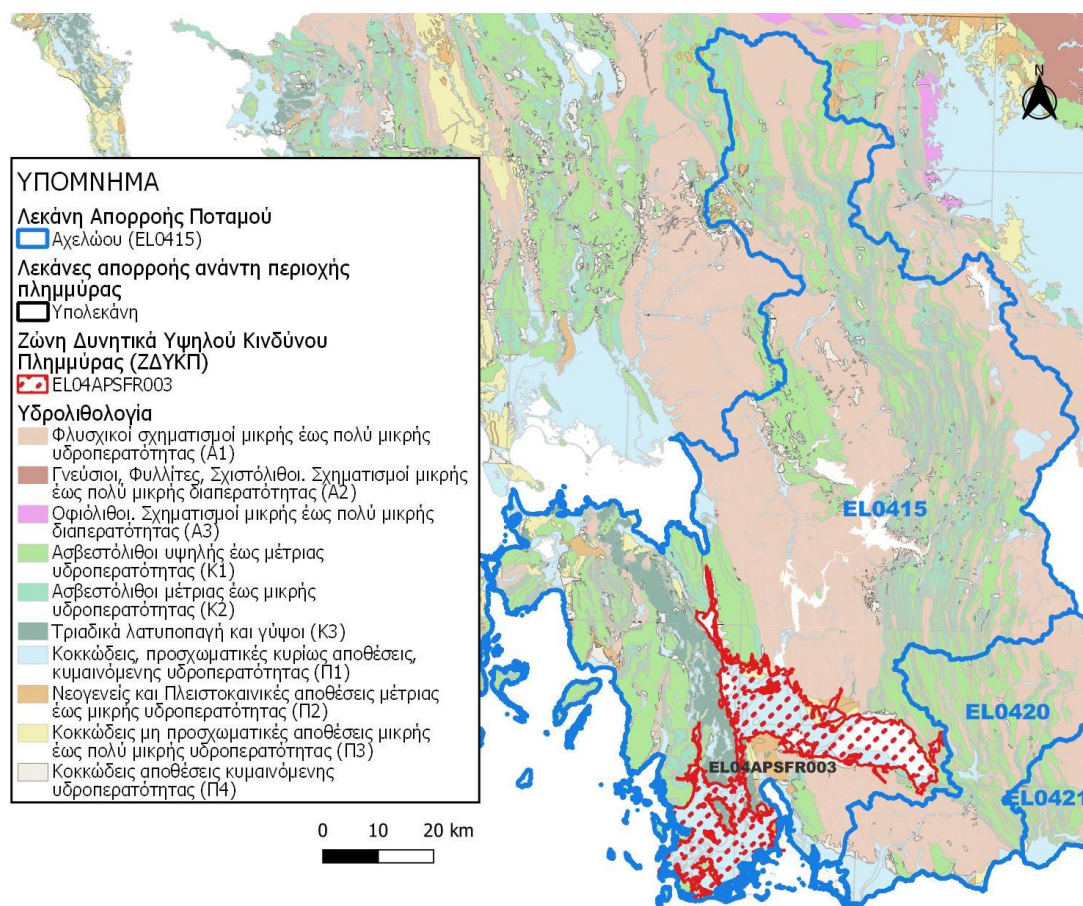 ΥΠΟΜΝΗΜΑ
Λεκάνη Απορροής Ποταμού
Αχελώου (EL0415)
Λεκάνες απορροής ανάντη περιοχής
πλημμύρας
Υπολεκάνη
Ζώνη Δυνητικά Υψηλού Κινδύνου
Πλημμύρας (ΖΔΥΚΠ)
EL04APSFR003
Υδρολιθολογία
Φλυσχικοί σχηματισμοί μικρής έως πολύ μικρής
υδροπερατότητας (Α1)
Γνεύσιοι, Φυλλίτες, Σχιστόλιθοι. Σχηματισμοί μικρής
έως πολύ μικρής διαπερατότητας (Α2)
Οφιόλιθοι. Σχηματισμοί μικρής έως πολύ μικρής
διαπερατότητας (Α3)
Ασβεστόλιθοι υψηλής έως μέτριας
υδροπερατότητας (Κ1)
Ασβεστόλιθοι μέτριας έως μικρής
υδροπερατότητας (Κ2)
Τριαδικά λατυποπαγή και γύψοι (Κ3)
Κοκκώδεις, προσχωματικές κυρίως αποθέσεις,
κυμαινόμενης υδροπερατότητας (Π1)
Νεογενείς και Πλειστοκαινικές αποθέσεις μέτριας
έως μικρής υδροπερατότητας (Π2)
Κοκκώδεις μη προσχωματικές αποθέσεις μικρής
έως πολύ μικρής υδροπερατότητας (Π3)
Κοκκώδεις αποθέσεις κυμαινόμενης
υδροπερατότητας (Π4)
0 10 20 km
N
EL0415
EL0420
EL04APSFR003
EL0421